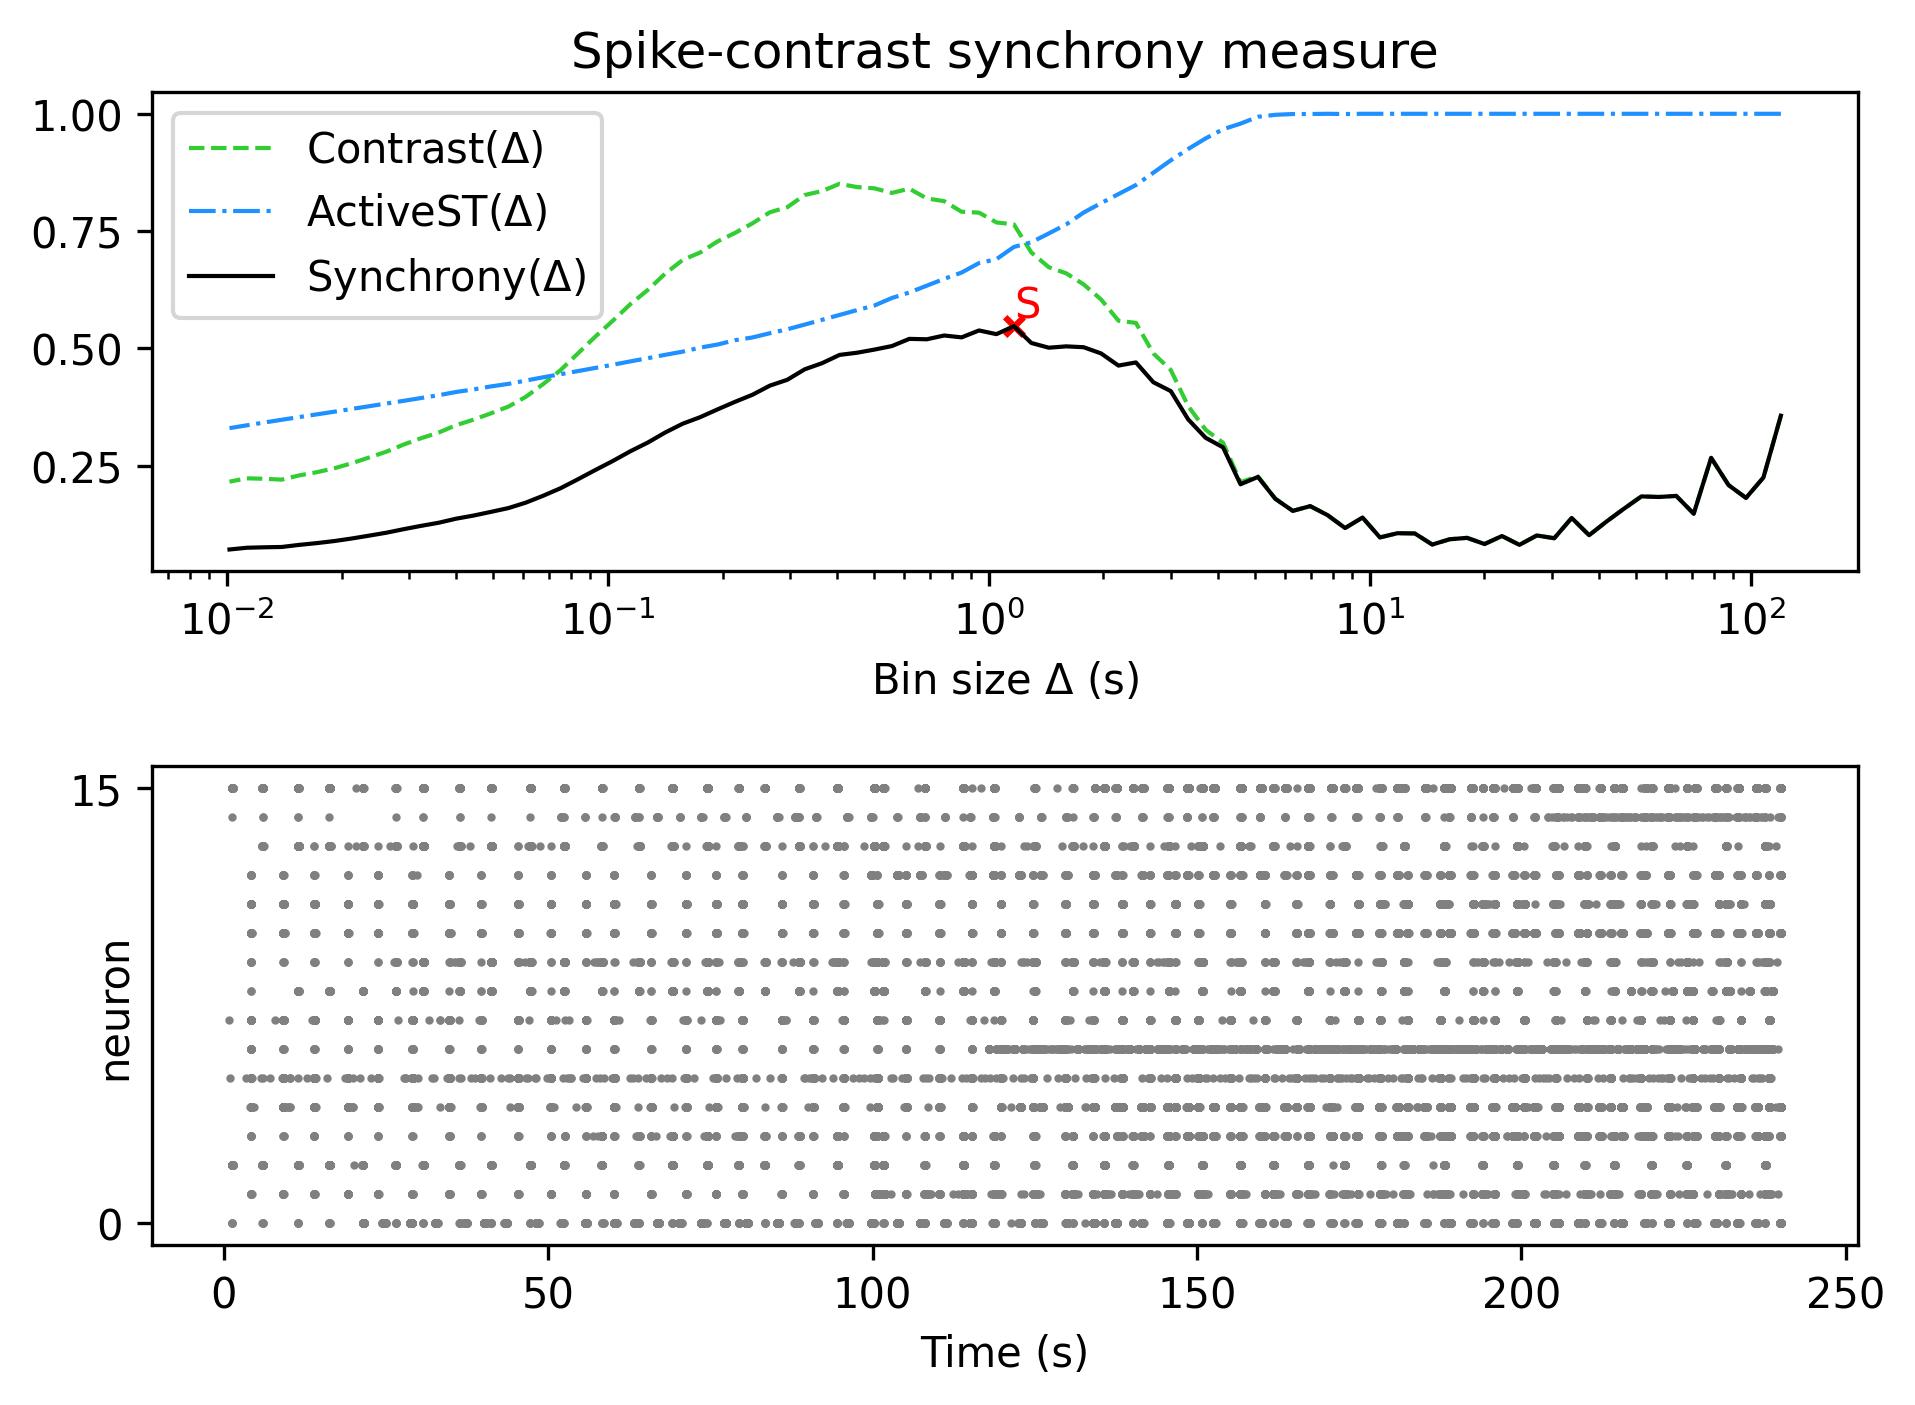 Spike-contrast synchrony measure
1.00
0.75
0.50
0.25
Contrast(Δ)
ActiveST(Δ)
Synchrony(Δ)
S
10⁻² 10⁻¹ 10⁰ 10¹ 10²
Bin size Δ (s)
15
0
neuron
0 50 100 150 200 250
Time (s)